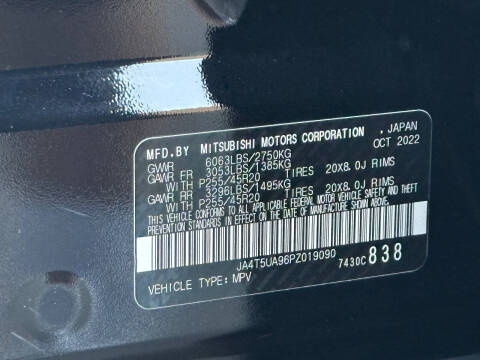 MFD.BY MITSUBISHI MOTORS CORPORATION , JAPAN
GVWR 6063LBS/2750KG OCT 2022
GAWR FR 3053LBS/1385KG
WITH P255/45R20 TIRES 20X8.0J RIMS
GAWR RR 3296LBS/1495KG
WITH P255/45R20 TIRES 20X8.0J RIMS
THIS VEHICLE CONFORMS TO ALL APPLICABLE FEDERAL MOTOR VEHICLE SAFETY AND THEFT
PREVENTION STANDARDS IN EFFECT ON THE DATE OF MANUFACTURE SHOWN ABOVE.
JA4T5UA96PZ019090 7430C 838
VEHICLE TYPE: MPV